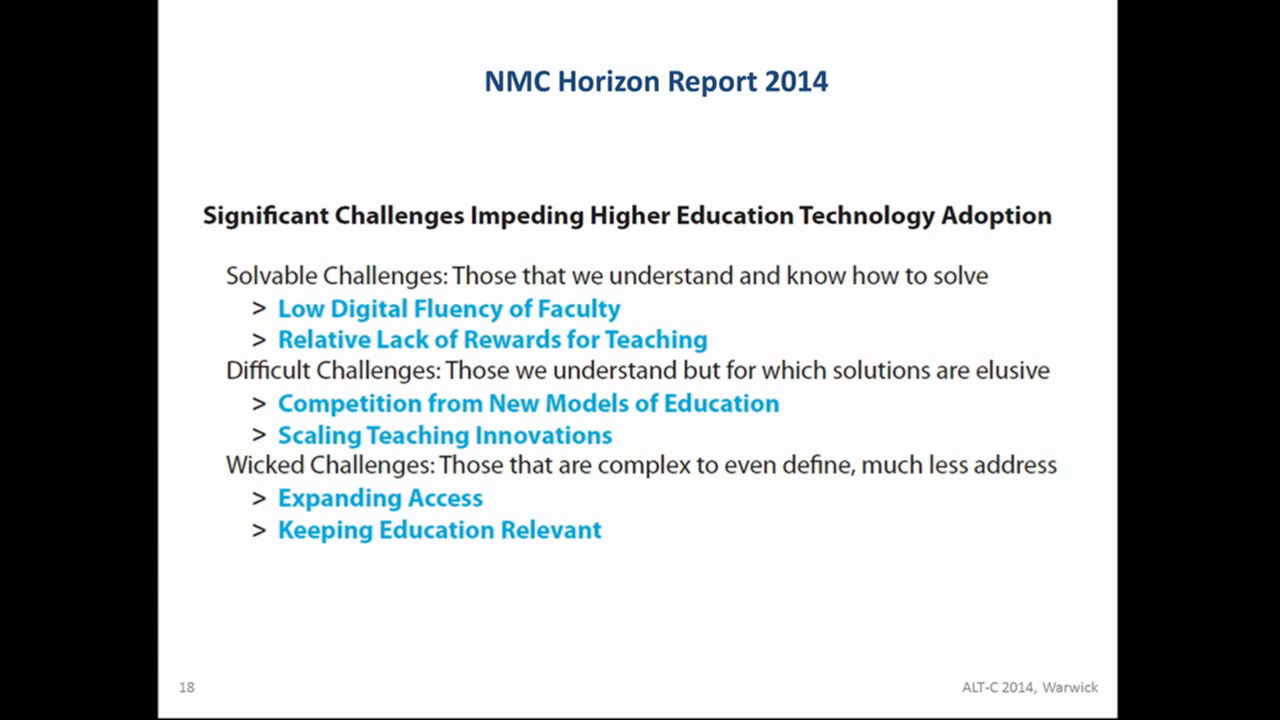 NMC Horizon Report 2014
Significant Challenges Impeding Higher Education Technology Adoption
Solvable Challenges: Those that we understand and know how to solve
> Low Digital Fluency of Faculty
> Relative Lack of Rewards for Teaching
Difficult Challenges: Those we understand but for which solutions are elusive
> Competition from New Models of Education
> Scaling Teaching Innovations
Wicked Challenges: Those that are complex to even define, much less address
> Expanding Access
> Keeping Education Relevant
18 ALT-C 2014, Warwick